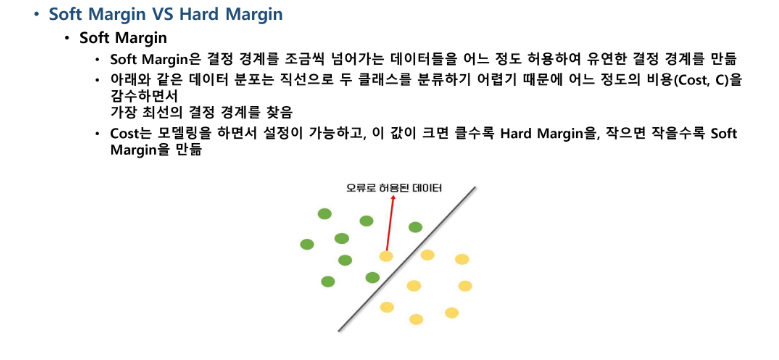 • Soft Margin VS Hard Margin
• Soft Margin
• Soft Margin은 결정 경계를 조금씩 넘어가는 데이터들을 어느 정도 허용하여 유연한 결정 경계를 만듦
• 아래와 같은 데이터 분포는 직선으로 두 클래스를 분류하기 어렵기 때문에 어느 정도의 비용(Cost, C)을
감수하면서
가장 최선의 결정 경계를 찾음
• Cost는 모델링을 하면서 설정이 가능하고, 이 값이 크면 클수록 Hard Margin을, 작으면 작을수록 Soft
Margin을 만듦
오류로 허용된 데이터